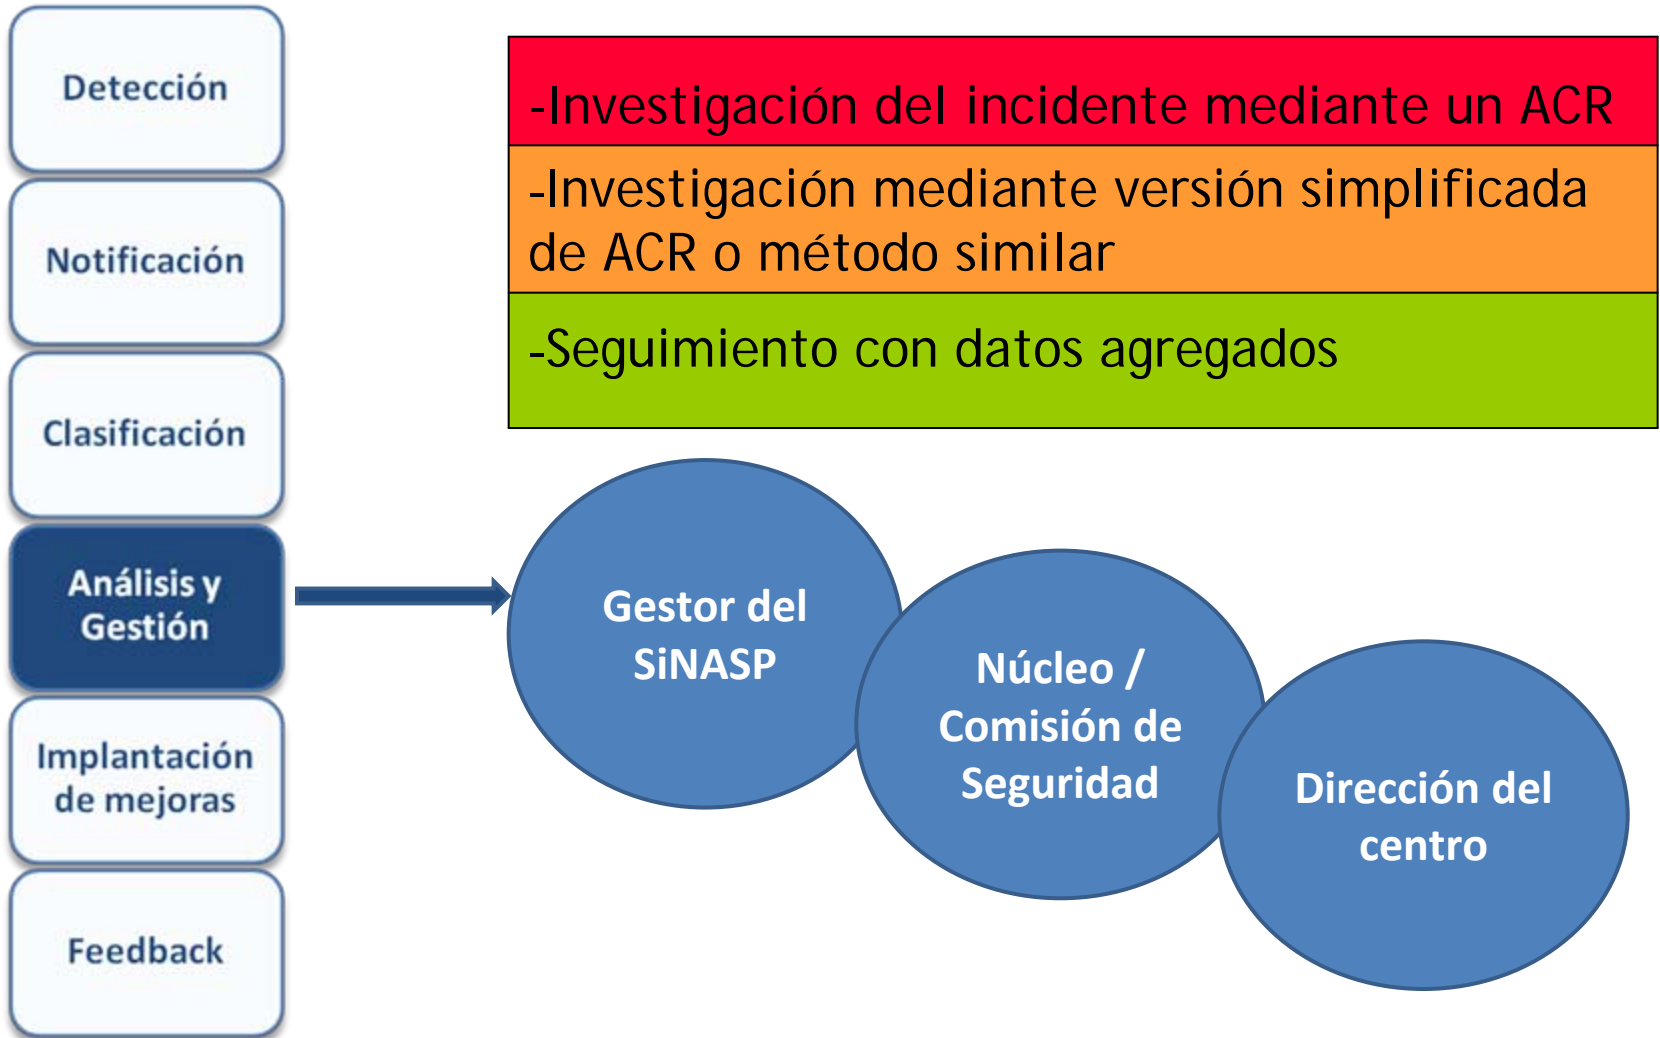 Detección
Notificación
Clasificación
Análisis y
Gestión
Implantación
de mejoras
Feedback
-Investigación del incidente mediante un ACR
-Investigación mediante versión simplificada
de ACR o método similar
-Seguimiento con datos agregados
Gestor del
SiNASP
Núcleo /
Comisión de
Seguridad
Dirección del
centro